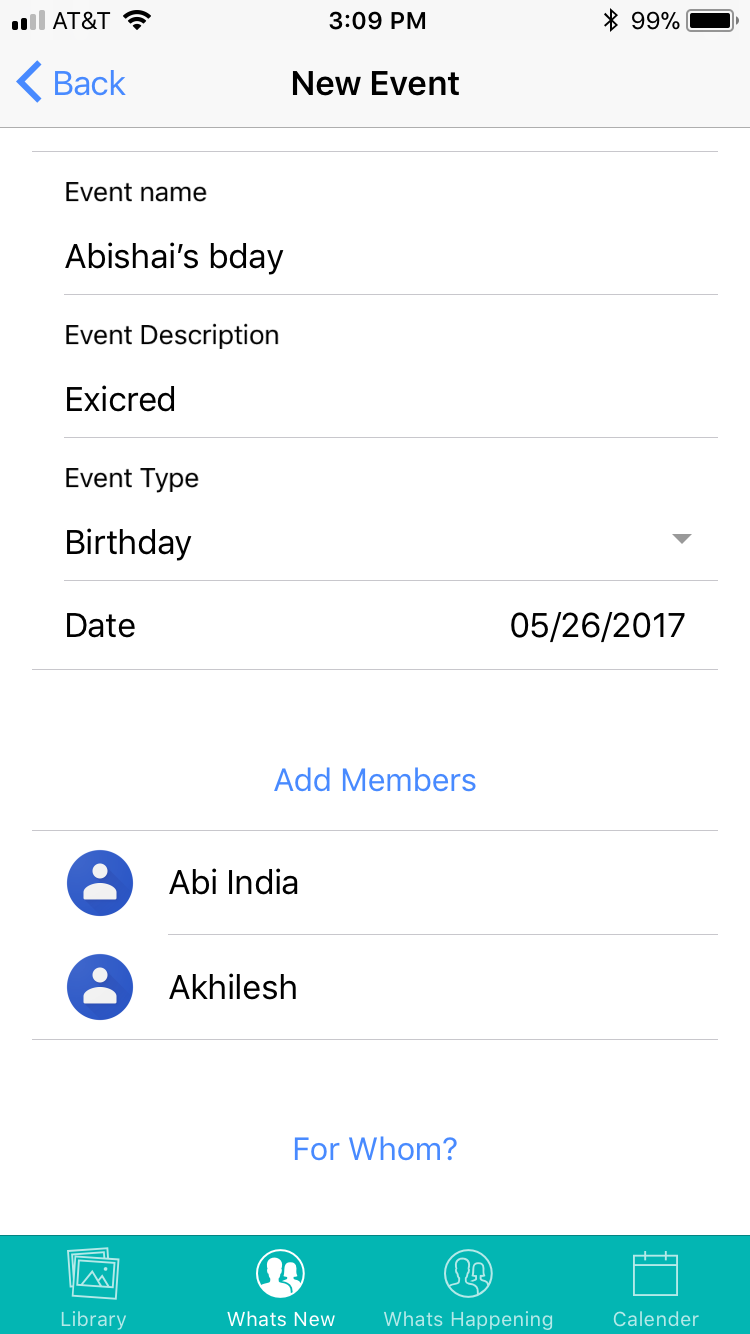 AT&T 3:09 PM 99%
Back New Event
Event name
Abishai’s bday
Event Description
Exicred
Event Type
Birthday
Date 05/26/2017
Add Members
Abi India
Akhilesh
For Whom?
Library Whats New Whats Happening Calender